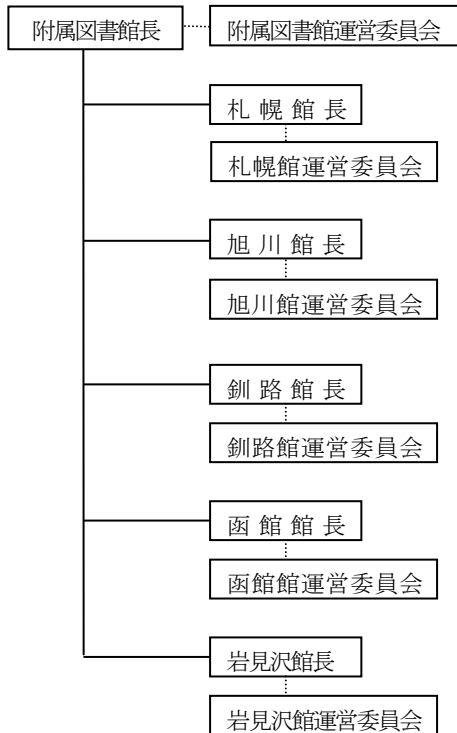 附属図書館長
附属図書館運営委員会
札幌館長
札幌館運営委員会
旭川館長
旭川館運営委員会
釧路館長
釧路館運営委員会
函館館長
函館館運営委員会
岩見沢館長
岩見沢館運営委員会